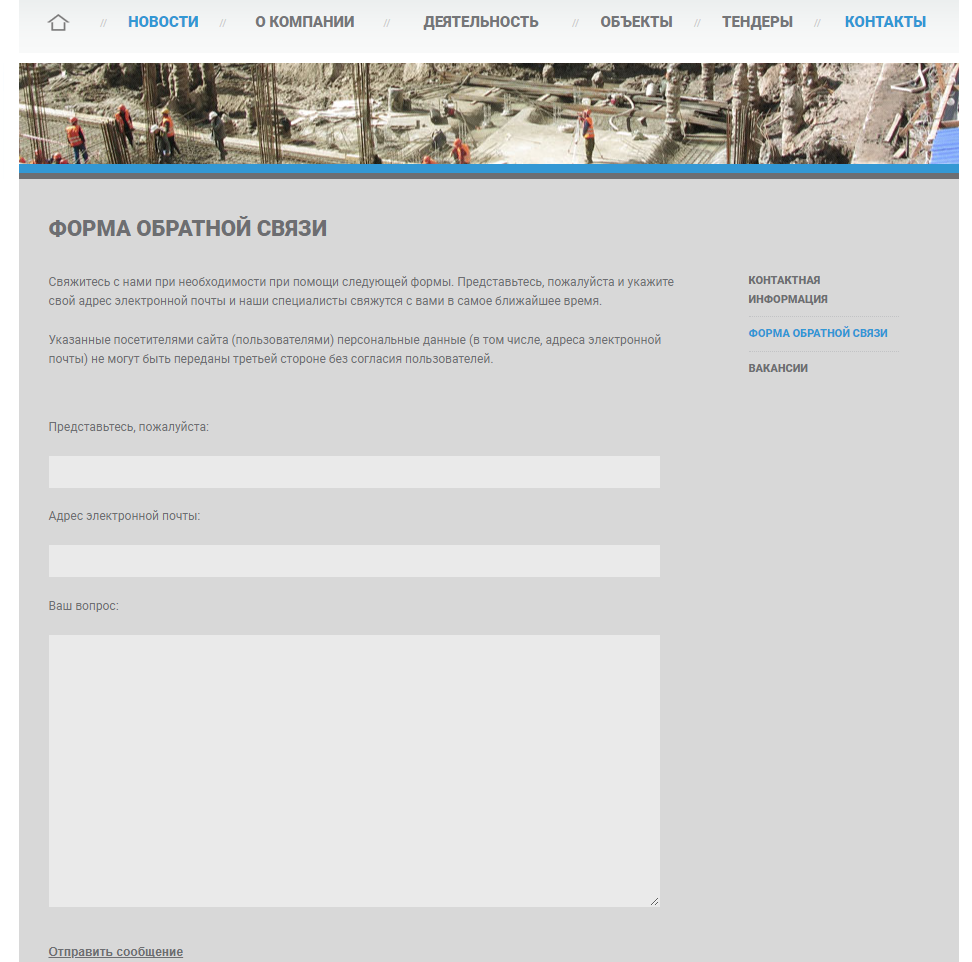 // НОВОСТИ // О КОМПАНИИ // ДЕЯТЕЛЬНОСТЬ // ОБЪЕКТЫ // ТЕНДЕРЫ // КОНТАКТЫ
ФОРМА ОБРАТНОЙ СВЯЗИ
Свяжитесь с нами при необходимости при помощи следующей формы. Представьтесь, пожалуйста и укажите
свой адрес электронной почты и наши специалисты свяжутся с вами в самое ближайшее время.
Указанные посетителями сайта (пользователями) персональные данные (в том числе, адреса электронной
почты) не могут быть переданы третьей стороне без согласия пользователей.
КОНТАКТНАЯ
ИНФОРМАЦИЯ
ФОРМА ОБРАТНОЙ СВЯЗИ
ВАКАНСИИ
Представьтесь, пожалуйста:
Адрес электронной почты:
Ваш вопрос:
Отправить сообщение